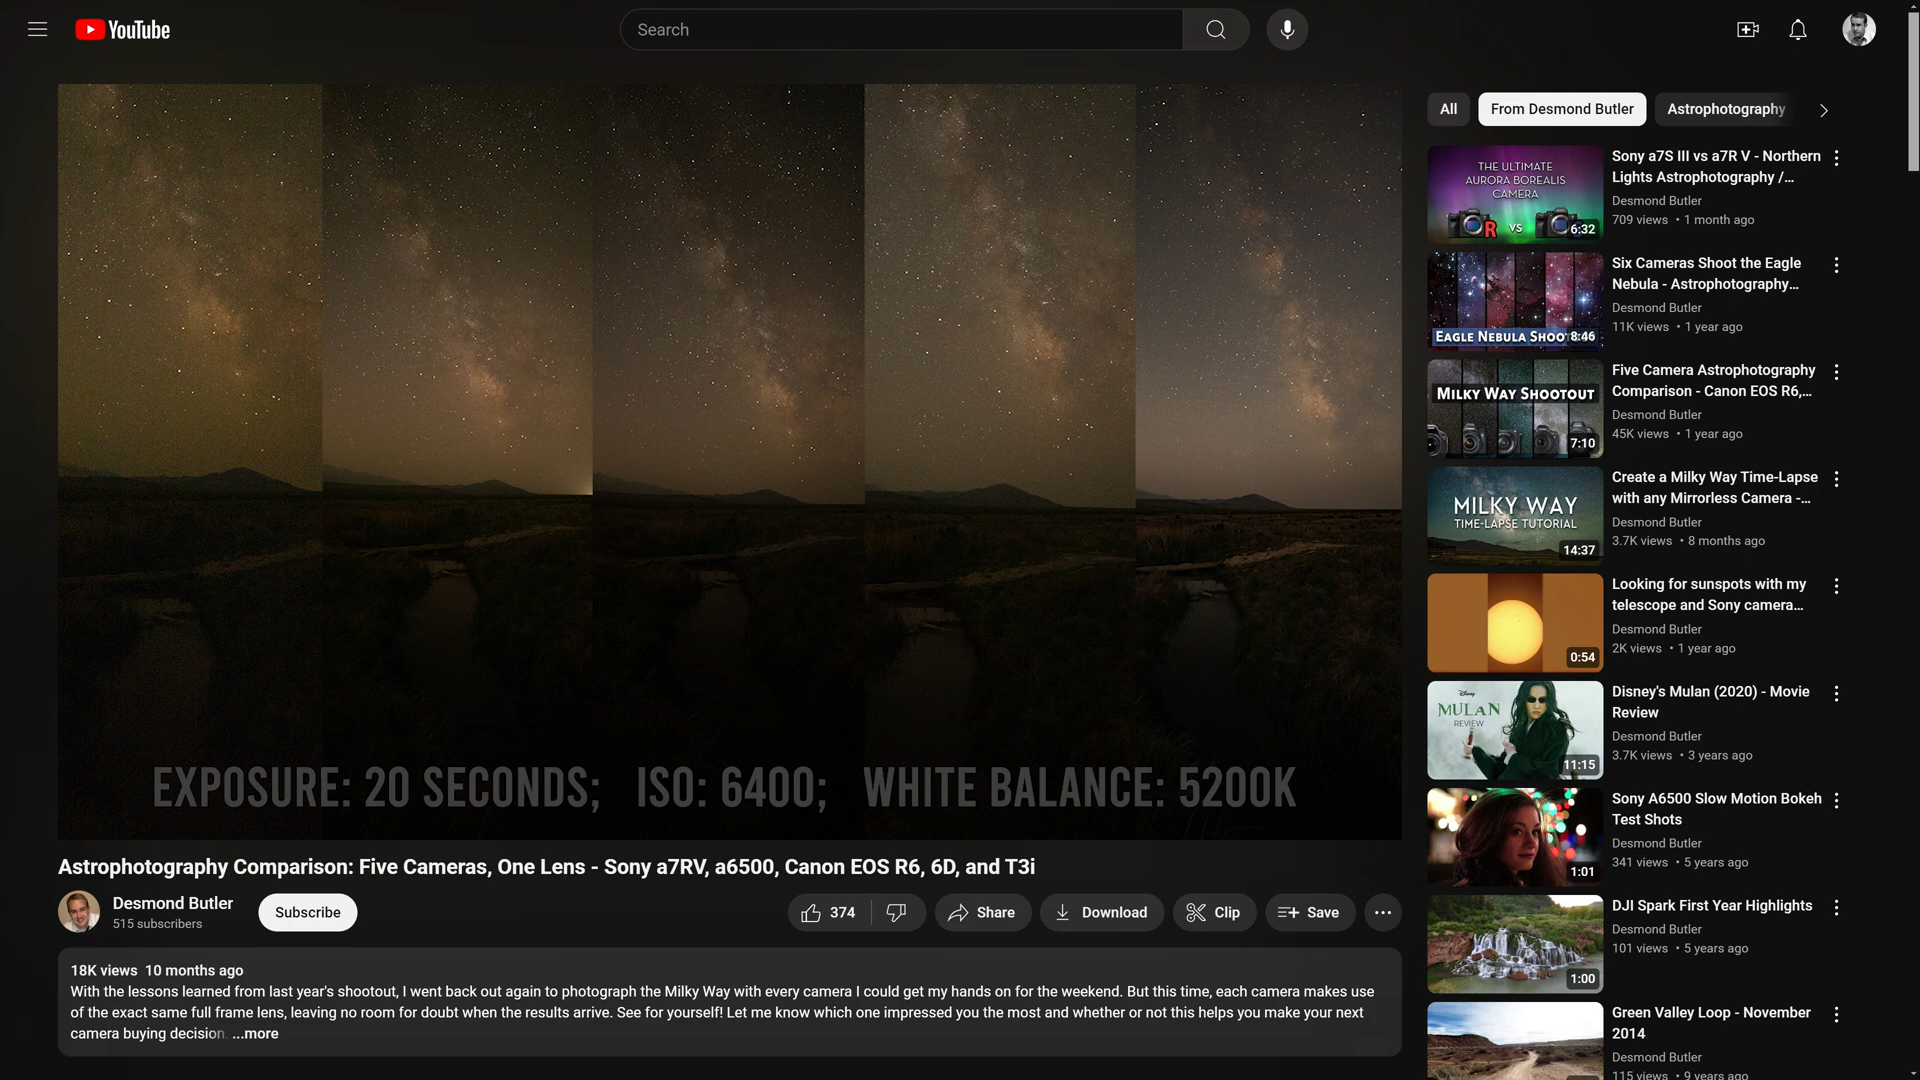 YouTube
Search
All
From Desmond Butler
Astrophotography
EXPOSURE: 20 SECONDS; ISO: 6400; WHITE BALANCE: 5200K
Astrophotography Comparison: Five Cameras, One Lens - Sony a7RV, a6500, Canon EOS R6, 6D, and T3i
Desmond Butler
515 subscribers
Subscribe
374
Share
Download
Clip
Save
18K views 10 months ago
With the lessons learned from last year's shootout, I went back out again to photograph the Milky Way with every camera I could get my hands on for the weekend. But this time, each camera makes use
of the exact same full frame lens, leaving no room for doubt when the results arrive. See for yourself! Let me know which one impressed you the most and whether or not this helps you make your next
camera buying decision. ...more
THE ULTIMATE
AURORA BOREALIS
CAMERA
R VS
6:32
Sony a7S III vs a7R V - Northern
Lights Astrophotography /...
Desmond Butler
709 views • 1 month ago
EAGLE NEBULA SHOO
8:46
Six Cameras Shoot the Eagle
Nebula - Astrophotography...
Desmond Butler
11K views • 1 year ago
MILKY WAY SHOOTOUT
7:10
Five Camera Astrophotography
Comparison - Canon EOS R6,...
Desmond Butler
45K views • 1 year ago
MILKY WAY
TIME-LAPSE TUTORIAL
14:37
Create a Milky Way Time-Lapse
with any Mirrorless Camera -...
Desmond Butler
3.7K views • 8 months ago
0:54
Looking for sunspots with my
telescope and Sony camera...
Desmond Butler
2K views • 1 year ago
Disney
MULAN
REVIEW
11:15
Disney's Mulan (2020) - Movie
Review
Desmond Butler
3.7K views • 3 years ago
1:01
Sony A6500 Slow Motion Bokeh
Test Shots
Desmond Butler
341 views • 5 years ago
1:00
DJI Spark First Year Highlights
Desmond Butler
101 views • 5 years ago
Green Valley Loop - November
2014
Desmond Butler
115 views • 9 years ago